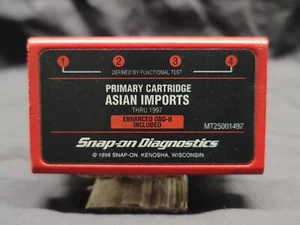 1 2 3 4
DEFINED BY FUNCTIONAL TEST
PRIMARY CARTRIDGE
ASIAN IMPORTS
THRU 1997
ENHANCED OBD-II
INCLUDED
MT25001497
Snap-on Diagnostics
© 1998 SNAP-ON, KENOSHA, WISCONSIN